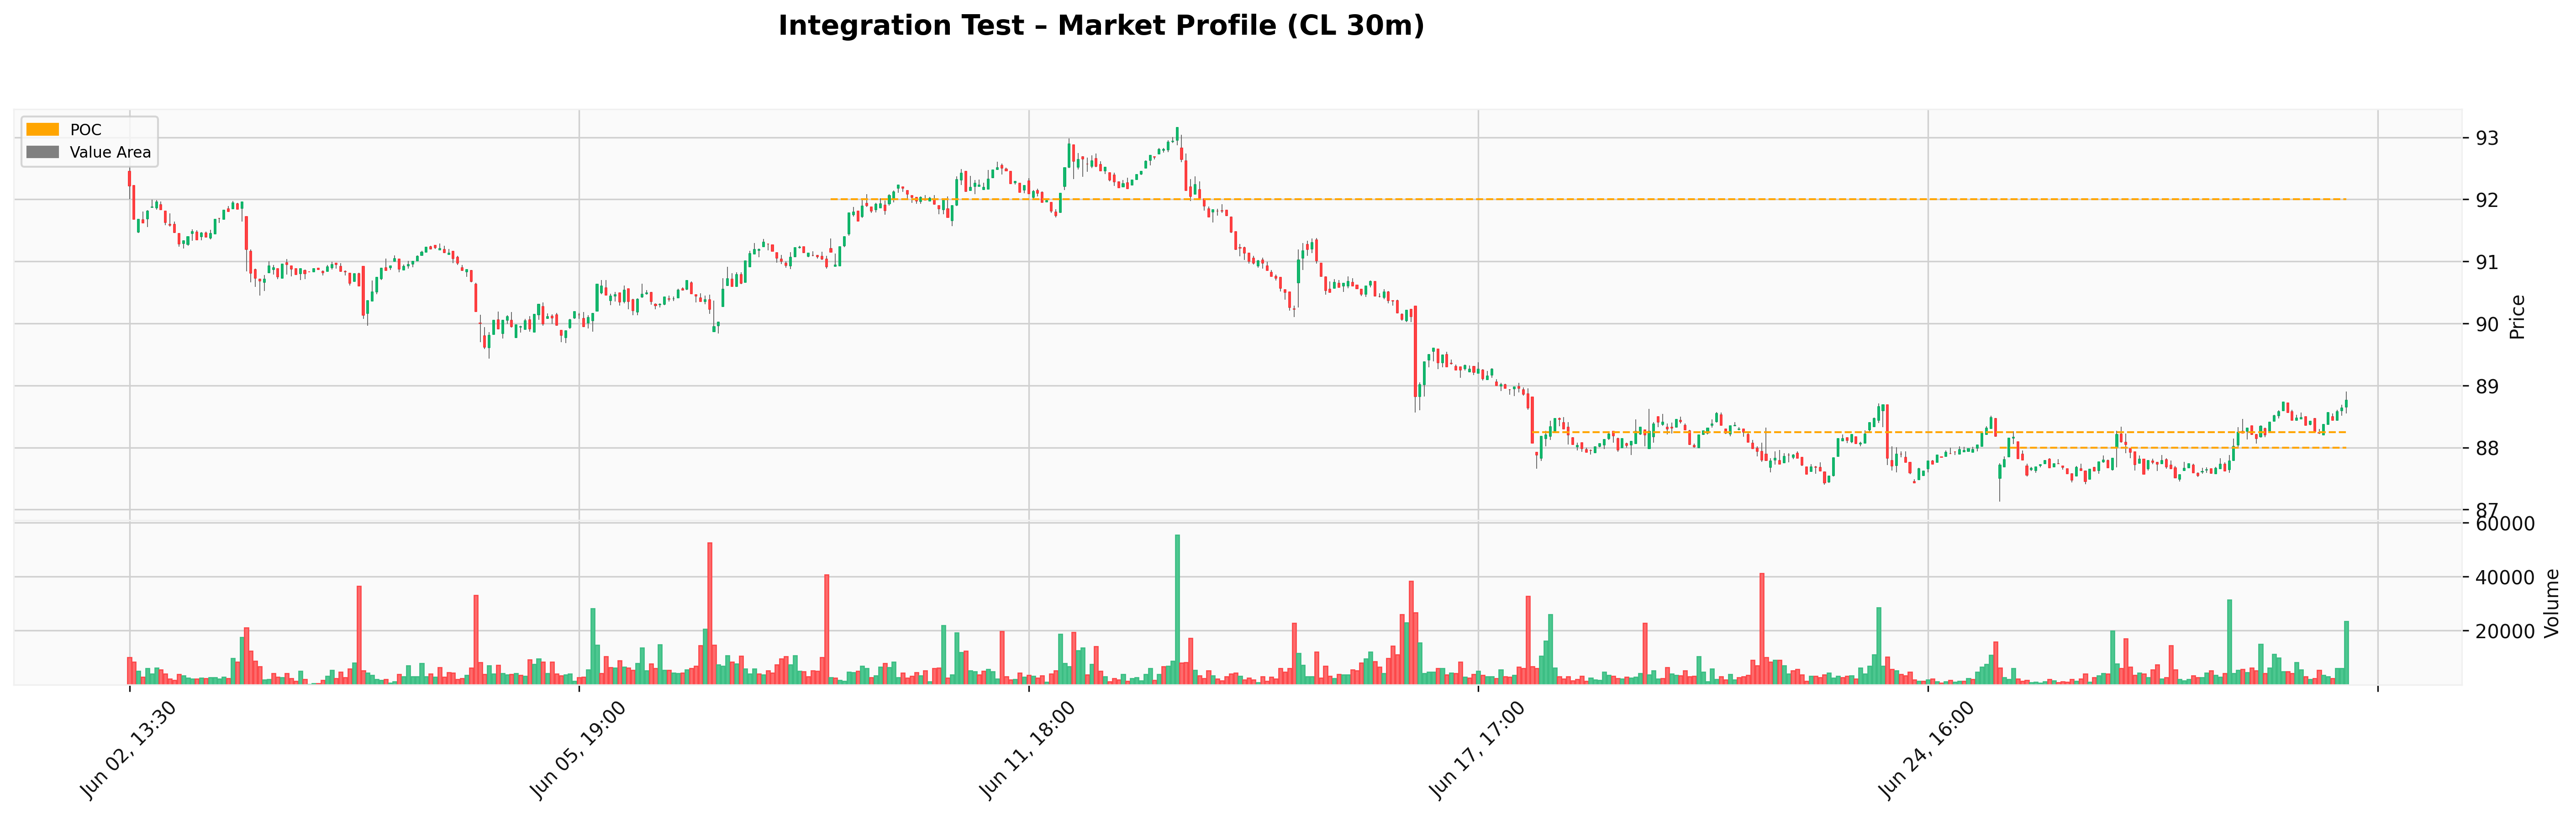 Integration Test – Market Profile (CL 30m)
POC
Value Area
93
92
91
90
89
88
87
Price
60000
40000
20000
Volume
Jun 02, 13:30
Jun 05, 19:00
Jun 11, 18:00
Jun 17, 17:00
Jun 24, 16:00